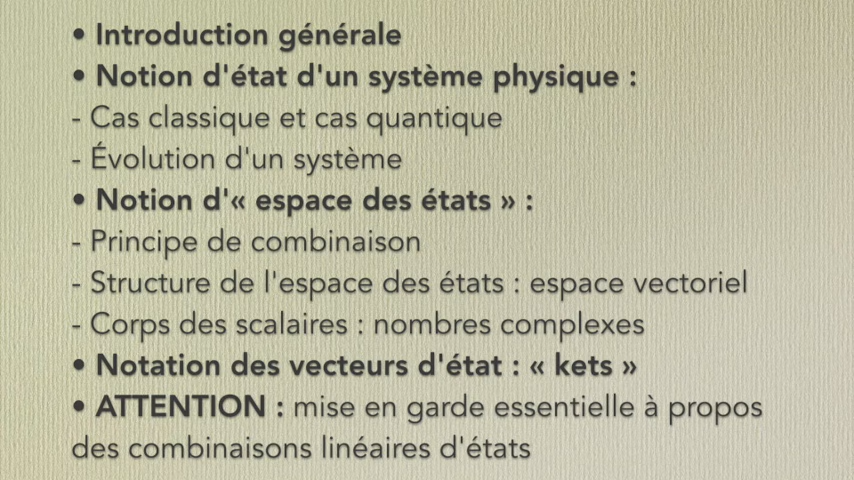 • Introduction générale
• Notion d'état d'un système physique :
- Cas classique et cas quantique
- Évolution d'un système
• Notion d'« espace des états » :
- Principe de combinaison
- Structure de l'espace des états : espace vectoriel
- Corps des scalaires : nombres complexes
• Notation des vecteurs d'état : « kets »
• ATTENTION : mise en garde essentielle à propos
des combinaisons linéaires d'états